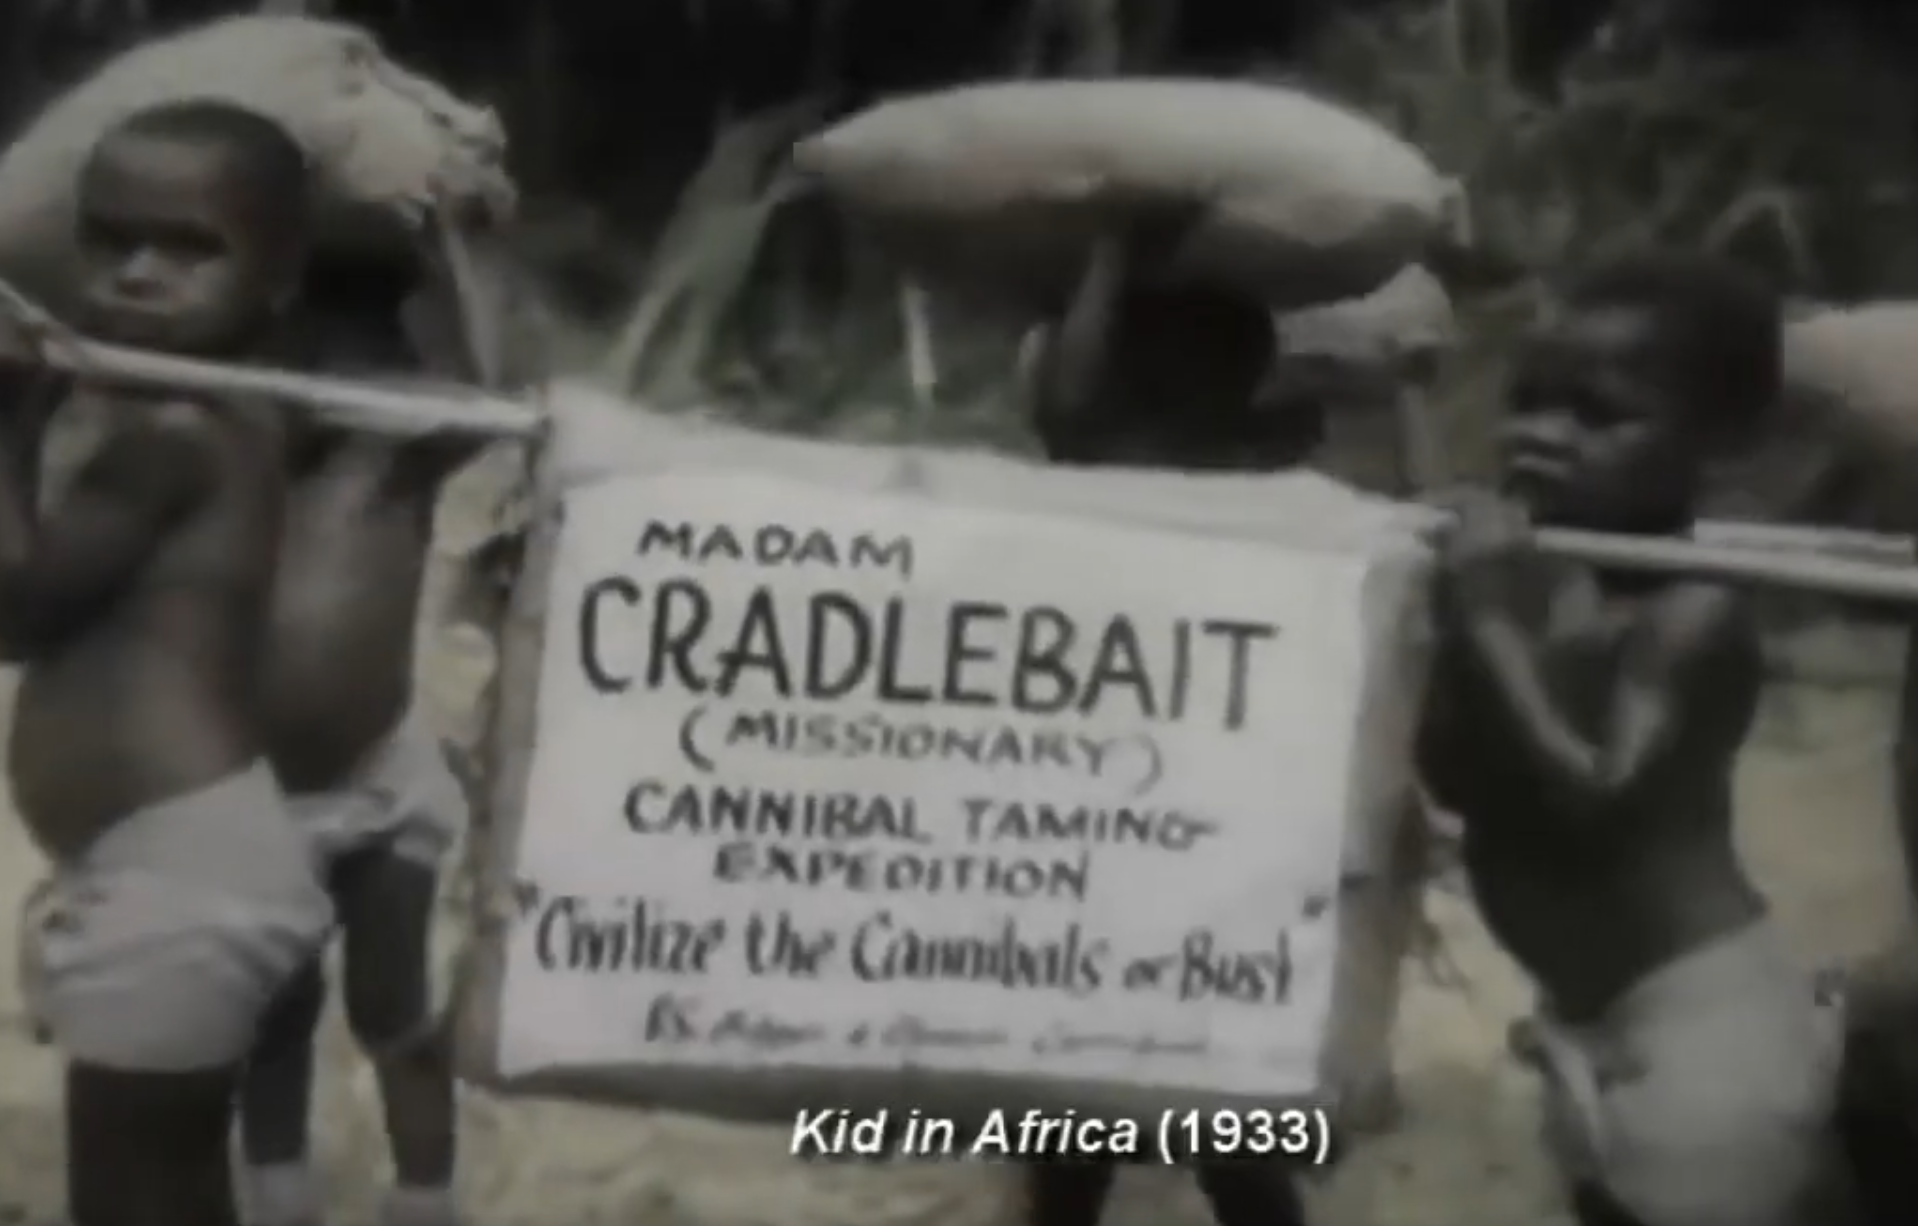 MADAM
CRADLEBAIT
(MISSIONARY)
CANNIBAL TAMING
EXPEDITION
"Civilize the Cannibals or Bust"
P.S.
Kid in Africa (1933)